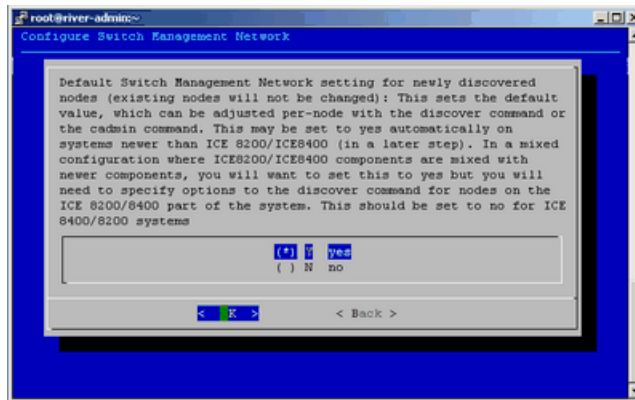 root@river-admin:~
Configure Switch Management Network
Default Switch Management Network setting for newly discovered
nodes (existing nodes will not be changed): This sets the default
value, which can be adjusted per-node with the discover command or
the cadmin command. This may be set to yes automatically on
systems newer than ICE 8200/ICE8400 (in a later step). In a mixed
configuration where ICE8200/ICE8400 components are mixed with
newer components, you will want to set this to yes but you will
need to specify options to the discover command for nodes on the
ICE 8200/8400 part of the system. This should be set to no for ICE
8400/8200 systems
(*) Y yes
( ) N no
< OK > < Back >